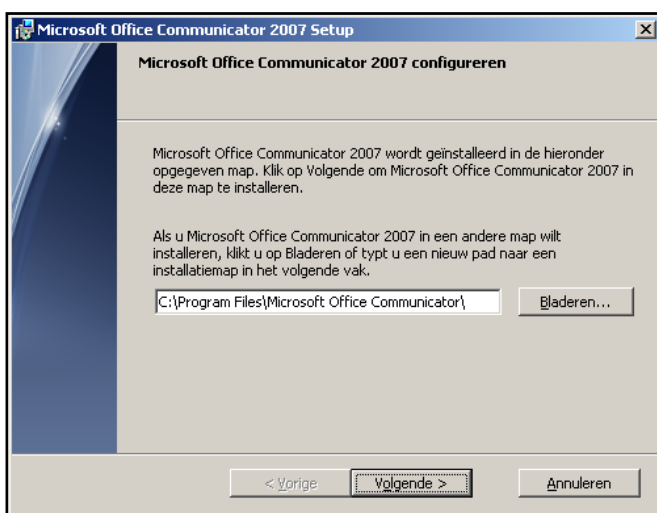 Microsoft Office Communicator 2007 Setup
Microsoft Office Communicator 2007 configureren
Microsoft Office Communicator 2007 wordt geïnstalleerd in de hieronder
opgegeven map. Klik op Volgende om Microsoft Office Communicator 2007 in
deze map te installeren.
Als u Microsoft Office Communicator 2007 in een andere map wilt
installeren, klikt u op Bladeren of typt u een nieuw pad naar een
installatiemap in het volgende vak.
C:\Program Files\Microsoft Office Communicator\
Bladeren...
< Vorige
Volgende >
Annuleren